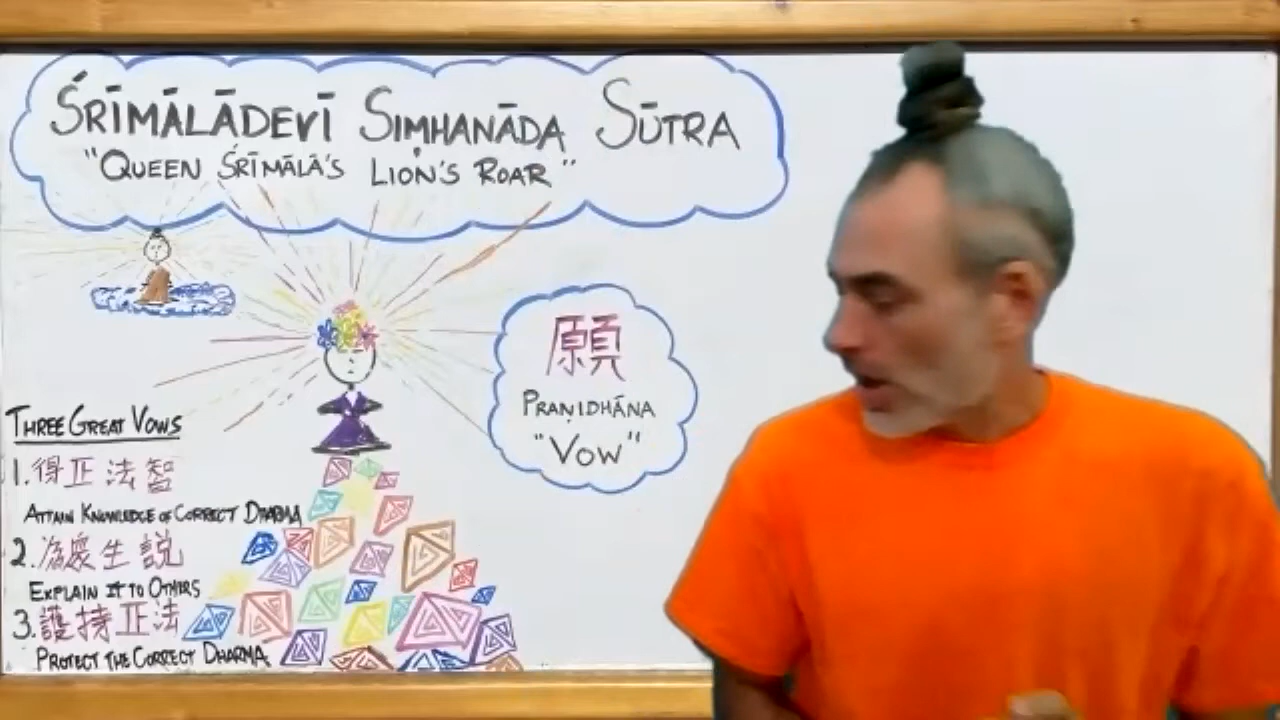 ŚRĪMĀLĀDEVĪ SIṂHANĀDA SŪTRA
"QUEEN ŚRĪMĀLĀ'S LION'S ROAR"
願
PRAṆIDHĀNA
"VOW"
THREE GREAT VOWS
1. 得正法智
ATTAIN KNOWLEDGE OF CORRECT DHARMA
2. 為衆生説
EXPLAIN IT TO OTHERS
3. 護持正法
PROTECT THE CORRECT DHARMA